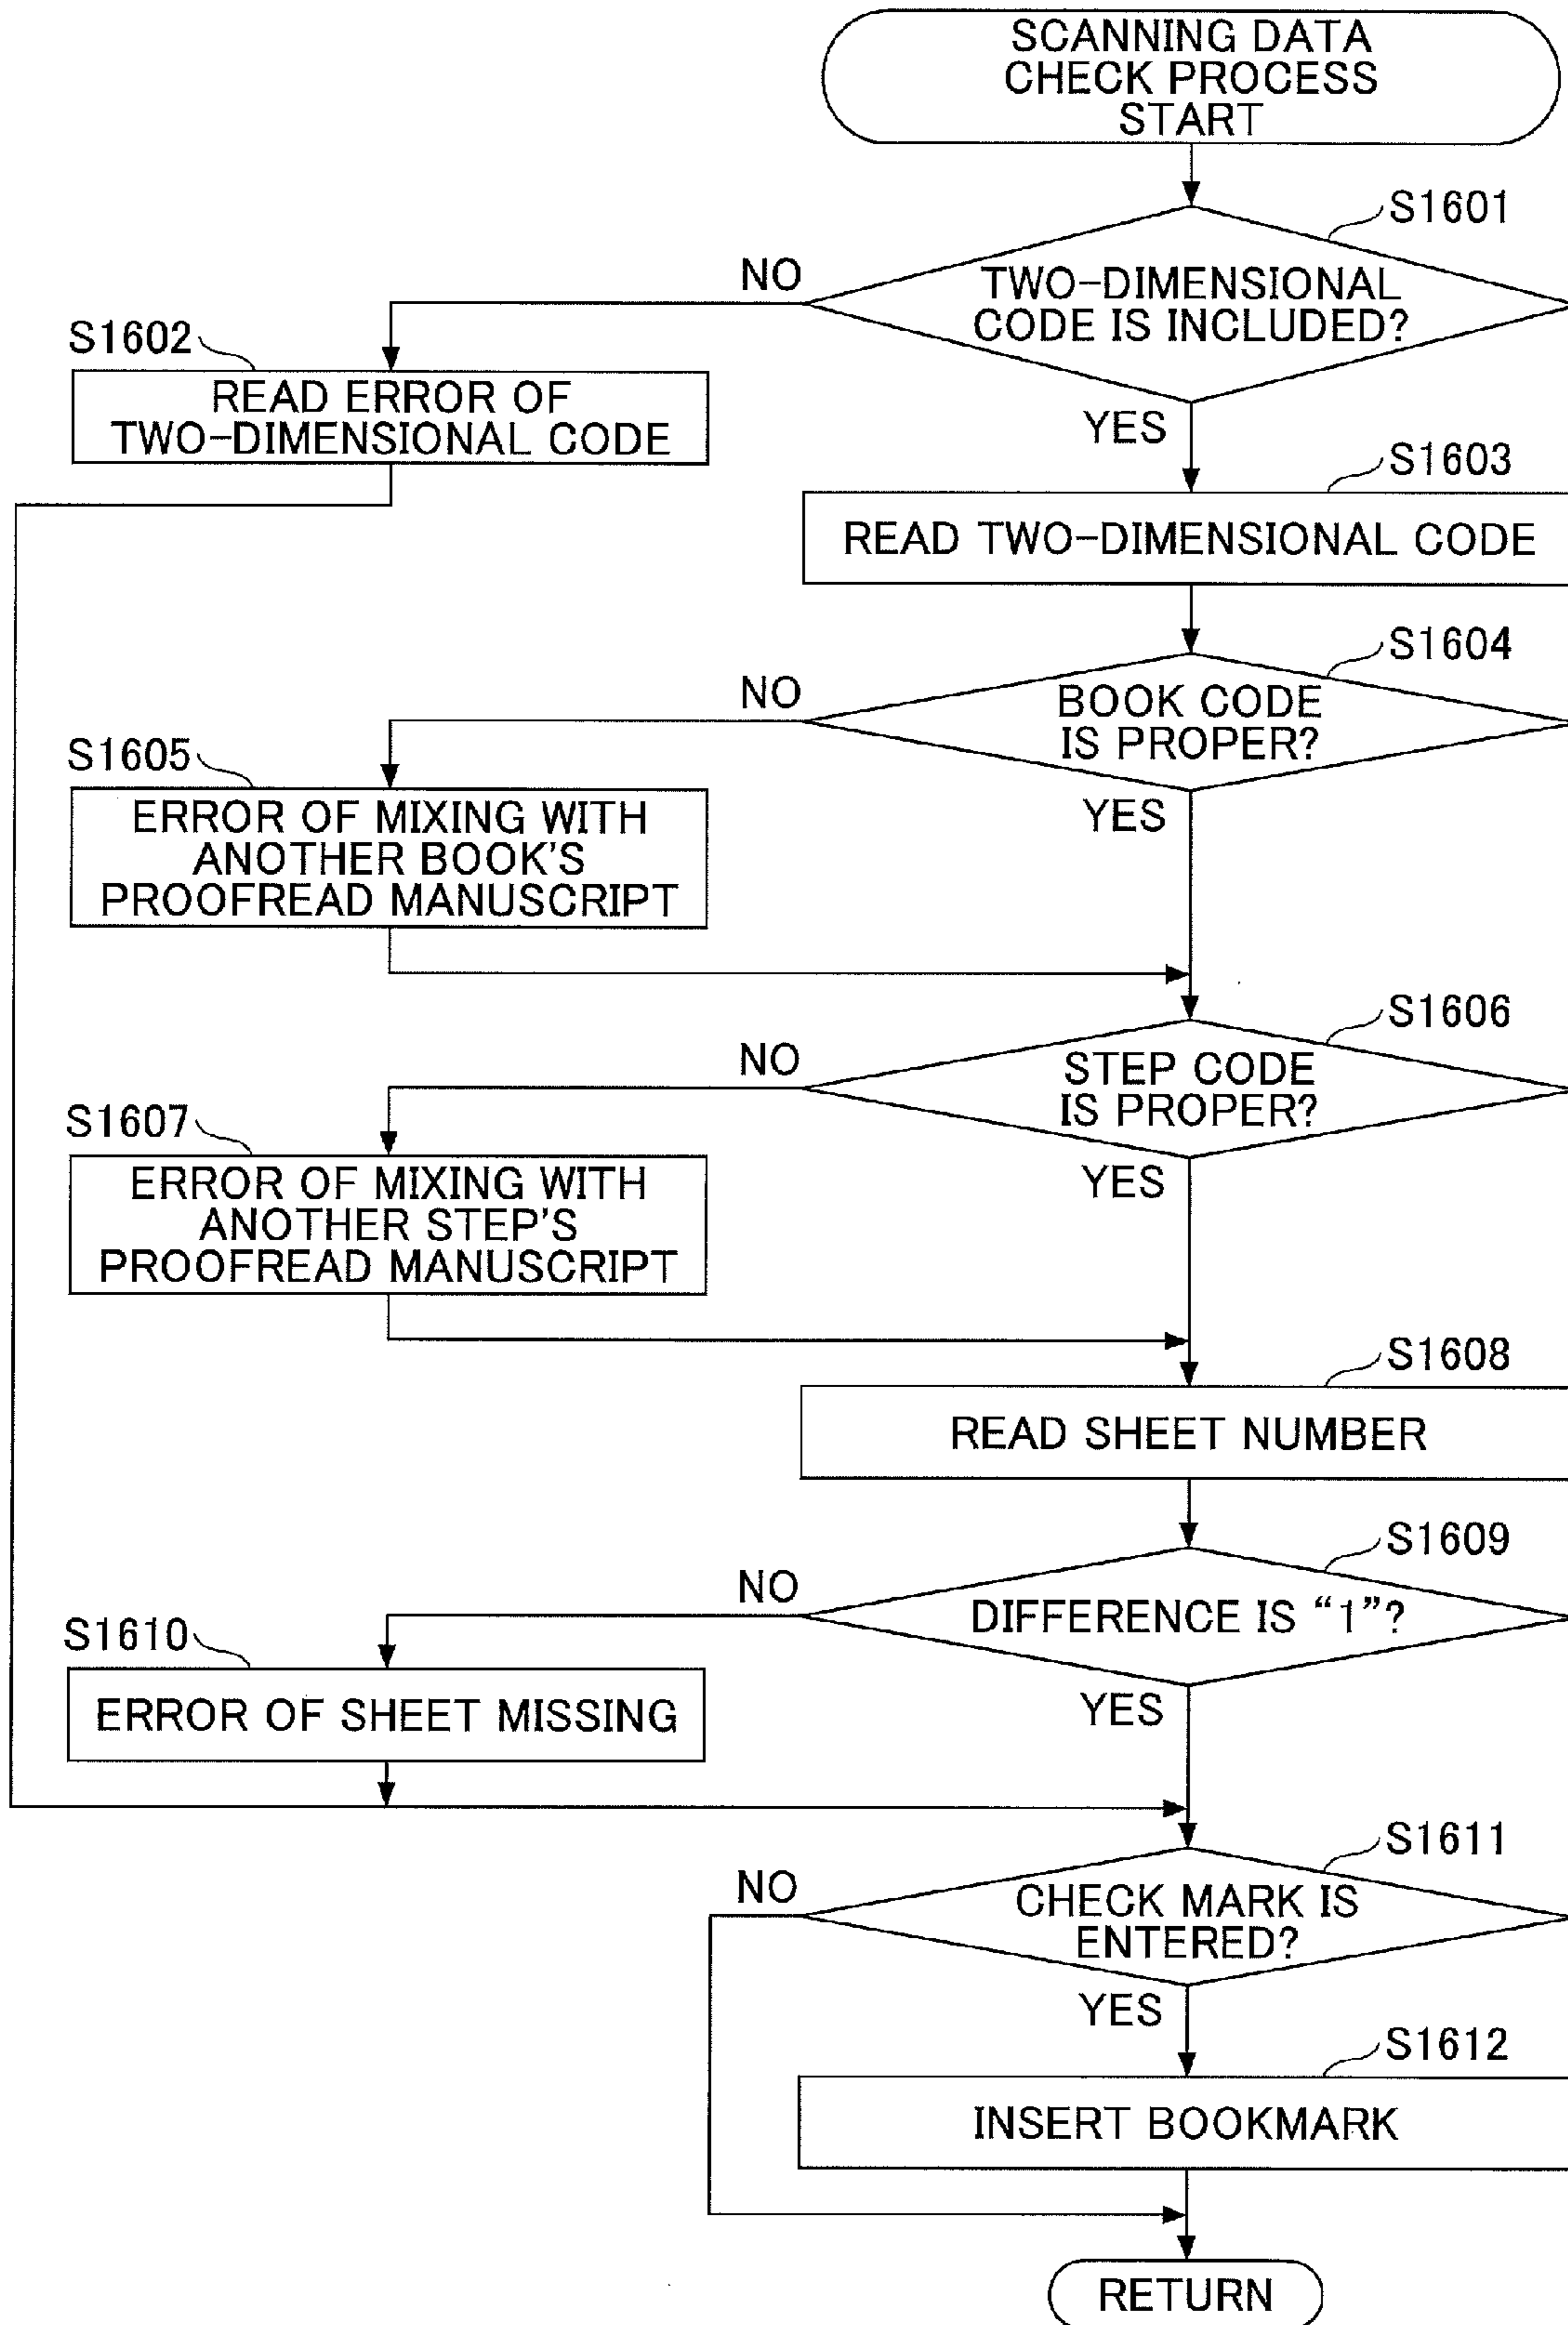 SCANNING DATA
CHECK PROCESS
START
S1601
NO
TWO-DIMENSIONAL
CODE IS INCLUDED?
S1602
READ ERROR OF
TWO-DIMENSIONAL CODE
YES
S1603
READ TWO-DIMENSIONAL CODE
S1604
NO
BOOK CODE
IS PROPER?
S1605
ERROR OF MIXING WITH
ANOTHER BOOK'S
PROOFREAD MANUSCRIPT
YES
S1606
NO
STEP CODE
IS PROPER?
S1607
ERROR OF MIXING WITH
ANOTHER STEP'S
PROOFREAD MANUSCRIPT
YES
S1608
READ SHEET NUMBER
S1609
NO
DIFFERENCE IS “1”?
S1610
ERROR OF SHEET MISSING
YES
S1611
NO
CHECK MARK IS
ENTERED?
YES
S1612
INSERT BOOKMARK
RETURN